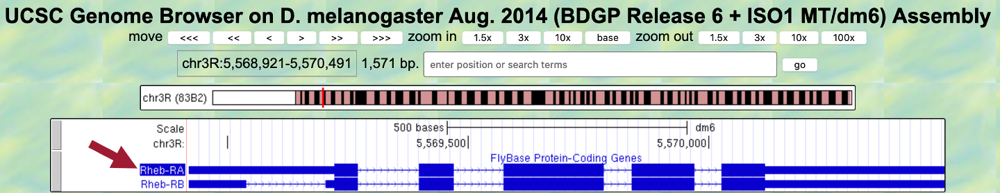 UCSC Genome Browser on D. melanogaster Aug. 2014 (BDGP Release 6 + ISO1 MT/dm6) Assembly
move <<< << < > >> >>> zoom in 1.5x 3x 10x base zoom out 1.5x 3x 10x 100x
chr3R:5,568,921-5,570,491 1,571 bp. enter position or search terms go
chr3R (83B2)
Scale 500 bases dm6
chr3R: 5,569,500 5,570,000
FlyBase Protein-Coding Genes
Rheb-RA
Rheb-RB